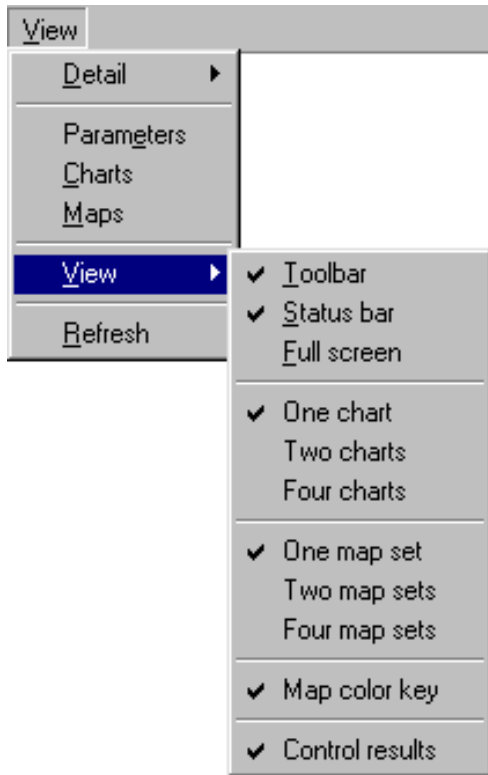 View
Detail
Parameters
Charts
Maps
View
Refresh
Toolbar
Status bar
Full screen
One chart
Two charts
Four charts
One map set
Two map sets
Four map sets
Map color key
Control results